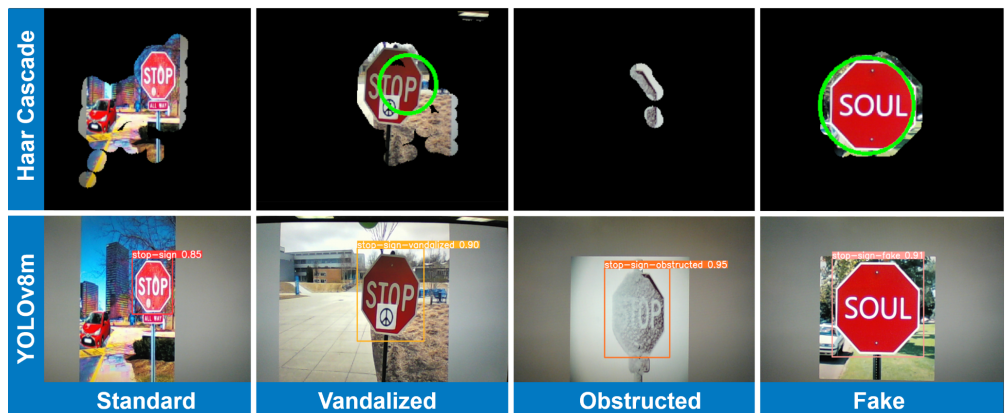 Haar Cascade
STOP
ALL WAY
STOP
SOUL
YOLOv8m
stop-sign 0.85
STOP
ALL WAY
stop-sign-vandalized 0.90
STOP
stop-sign-obstructed 0.95
STOP
stop-sign-fake 0.91
SOUL
Standard
Vandalized
Obstructed
Fake